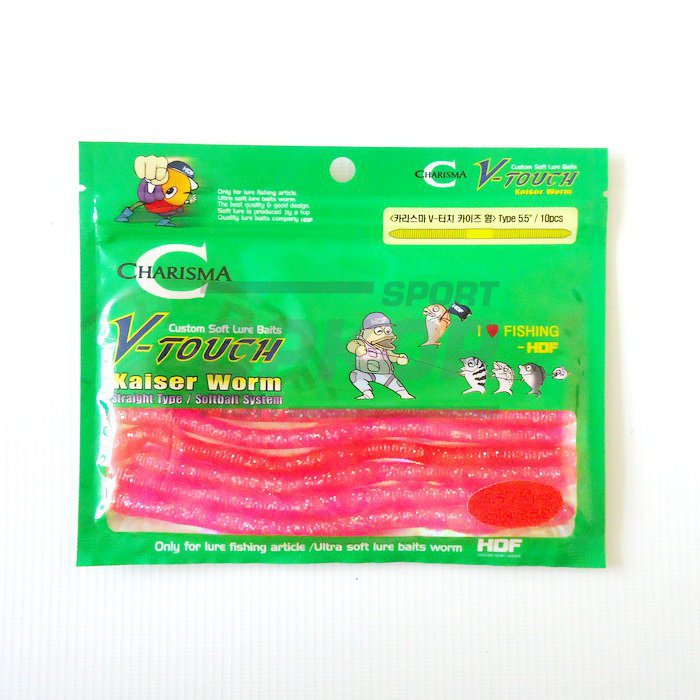 Only for lure fishing article.
Ultra soft lure baits worm.
The best quality & good design
Soft lure is produced by a top
Quality lure baits company HDF
C
CHARISMA
Custom Soft Lure Baits
V-TOUCH
Kaiser Worm
<카리스마 V-터치 카이즈 웜> Type 5.5" / 10pcs
C
CHARISMA
SPORT
Custom Soft Lure Baits
V-TOUCH
Kaiser Worm
Straight Type / Softbait System
I ♥ FISHING
-HDF
5.5" / 10pcs
Only for lure fishing article /Ultra soft lure baits worm
HDF